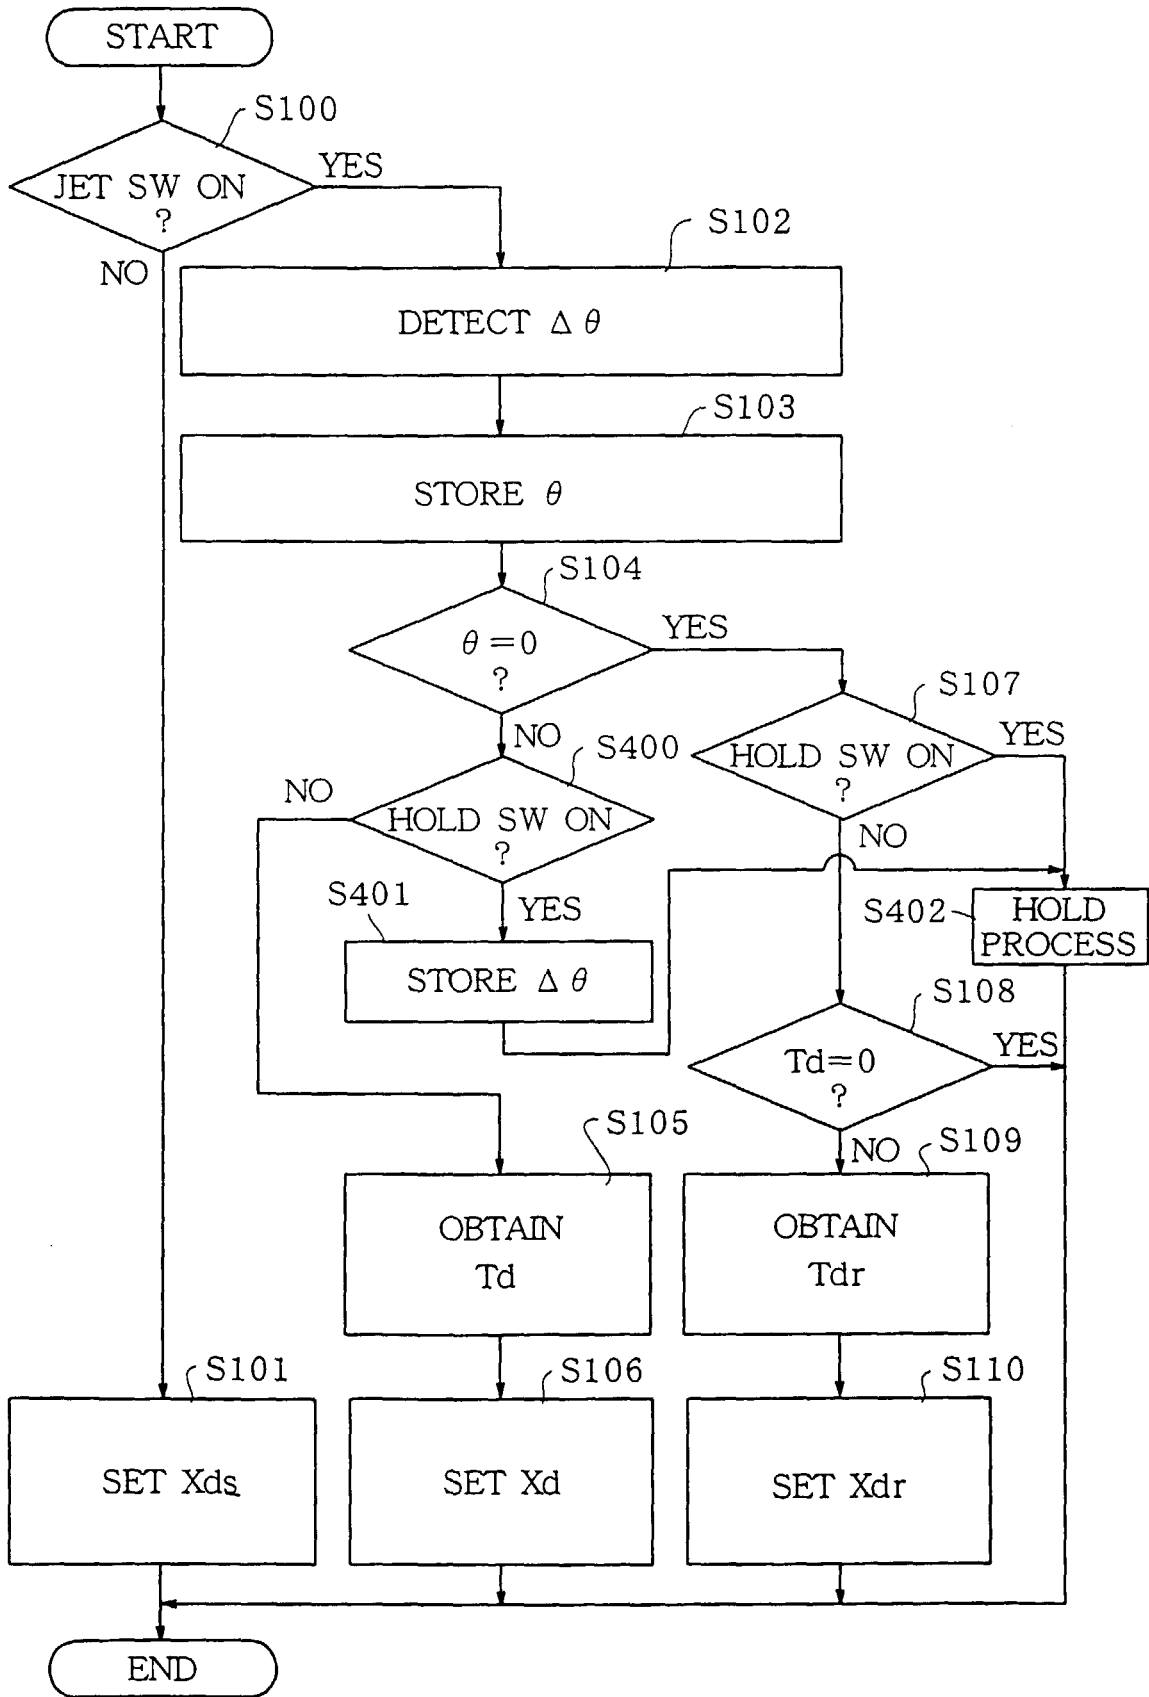 START
S100
JET SW ON
?
YES
NO
S102
DETECT Δ θ
S103
STORE θ
S104
θ=0
?
YES
NO
S107
HOLD SW ON
?
YES
NO
S400
HOLD SW ON
?
NO
YES
S401
STORE Δ θ
S402
HOLD
PROCESS
S108
Td=0
?
YES
NO
S105
OBTAIN
Td
S109
OBTAIN
Tdr
S101
SET Xds
S106
SET Xd
S110
SET Xdr
END